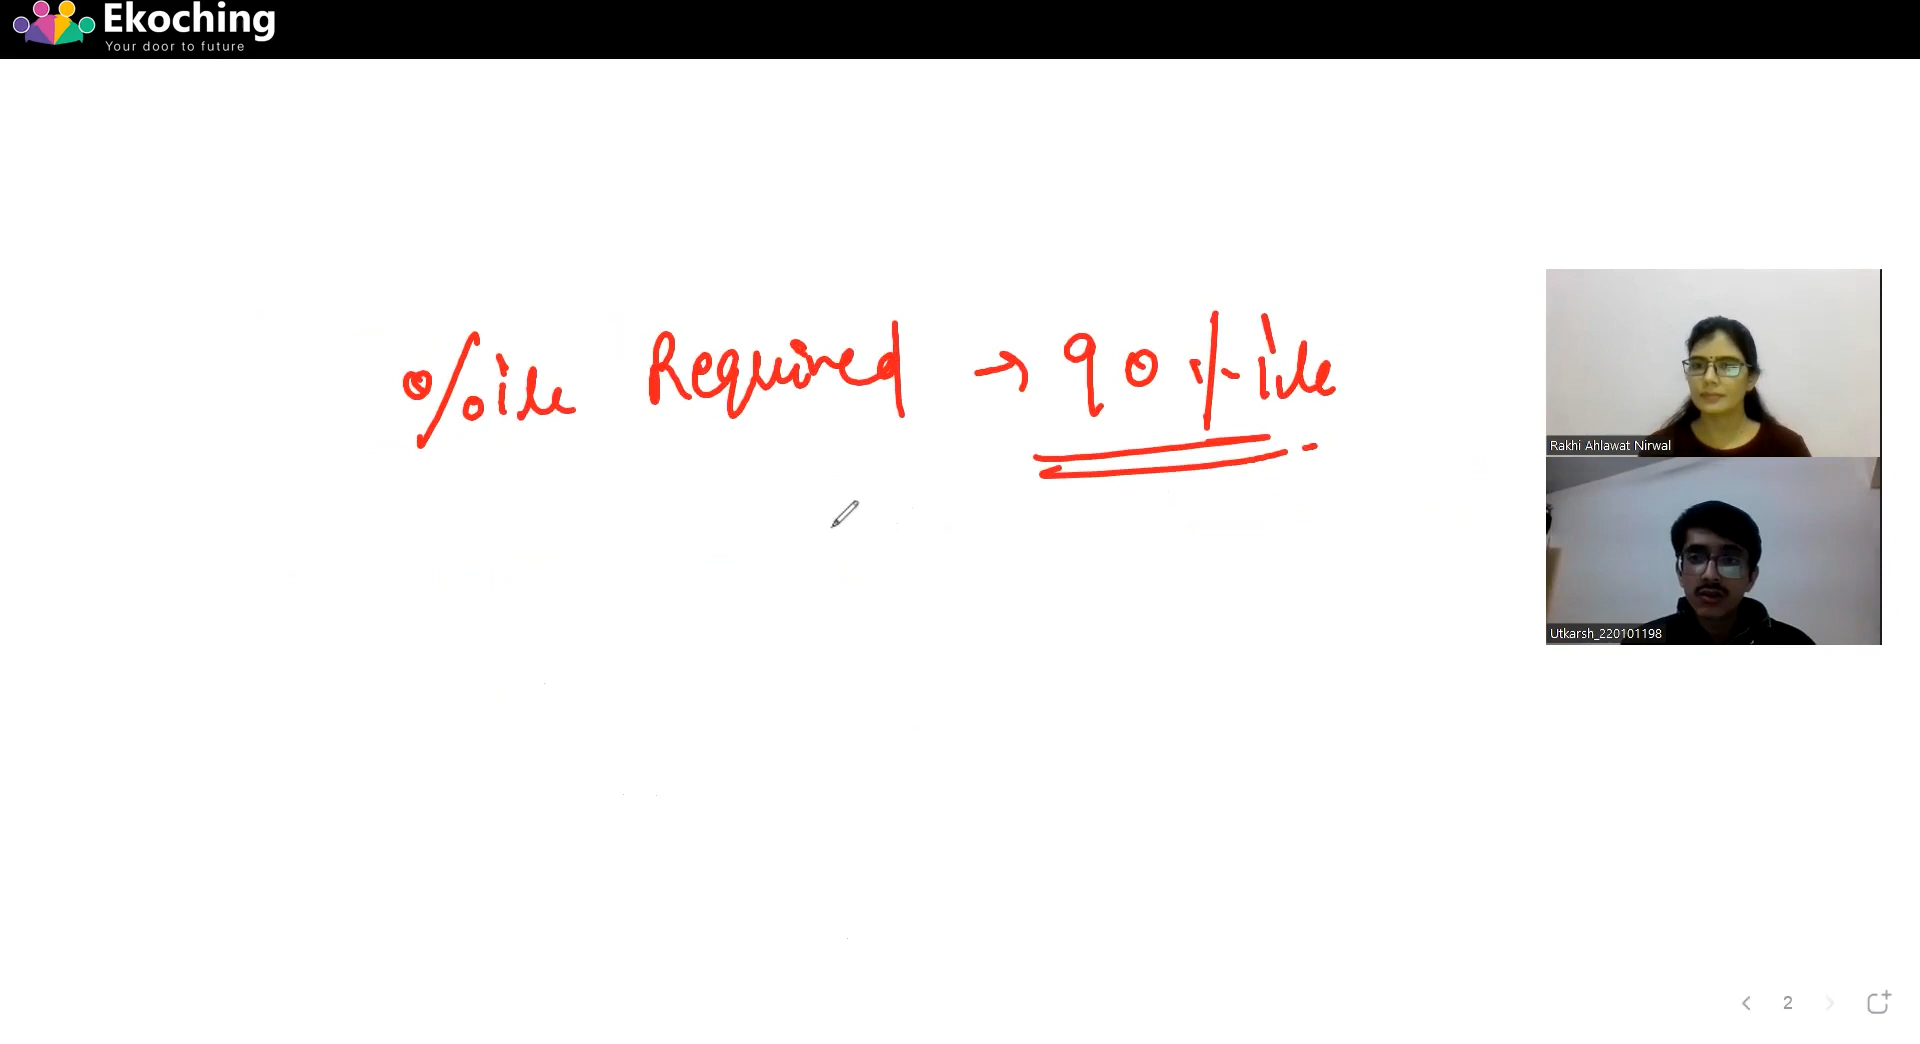 Ekoching
Your door to future
%ile Required → 90 %ile
Rakhi Ahlawat Nirwal
Utkarsh_220101198
2